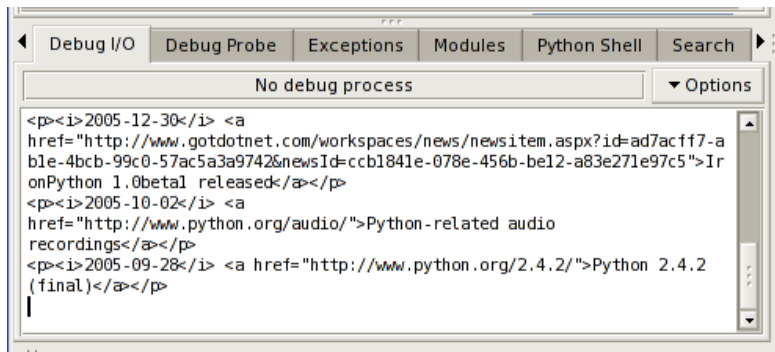 Debug I/O Debug Probe Exceptions Modules Python Shell Search
No debug process Options
<p><i>2005-12-30</i> <a
href="http://www.gotdotnet.com/workspaces/news/newsitem.aspx?id=ad7acff7-a
b1e-4bcb-99c0-57ac5a3a9742&newsId=ccb1841e-078e-456b-be12-a83e271e97c5">Ir
onPython 1.0beta1 released</a></p>
<p><i>2005-10-02</i> <a
href="http://www.python.org/audio/">Python-related audio
recordings</a></p>
<p><i>2005-09-28</i> <a href="http://www.python.org/2.4.2/">Python 2.4.2
(final)</a></p>